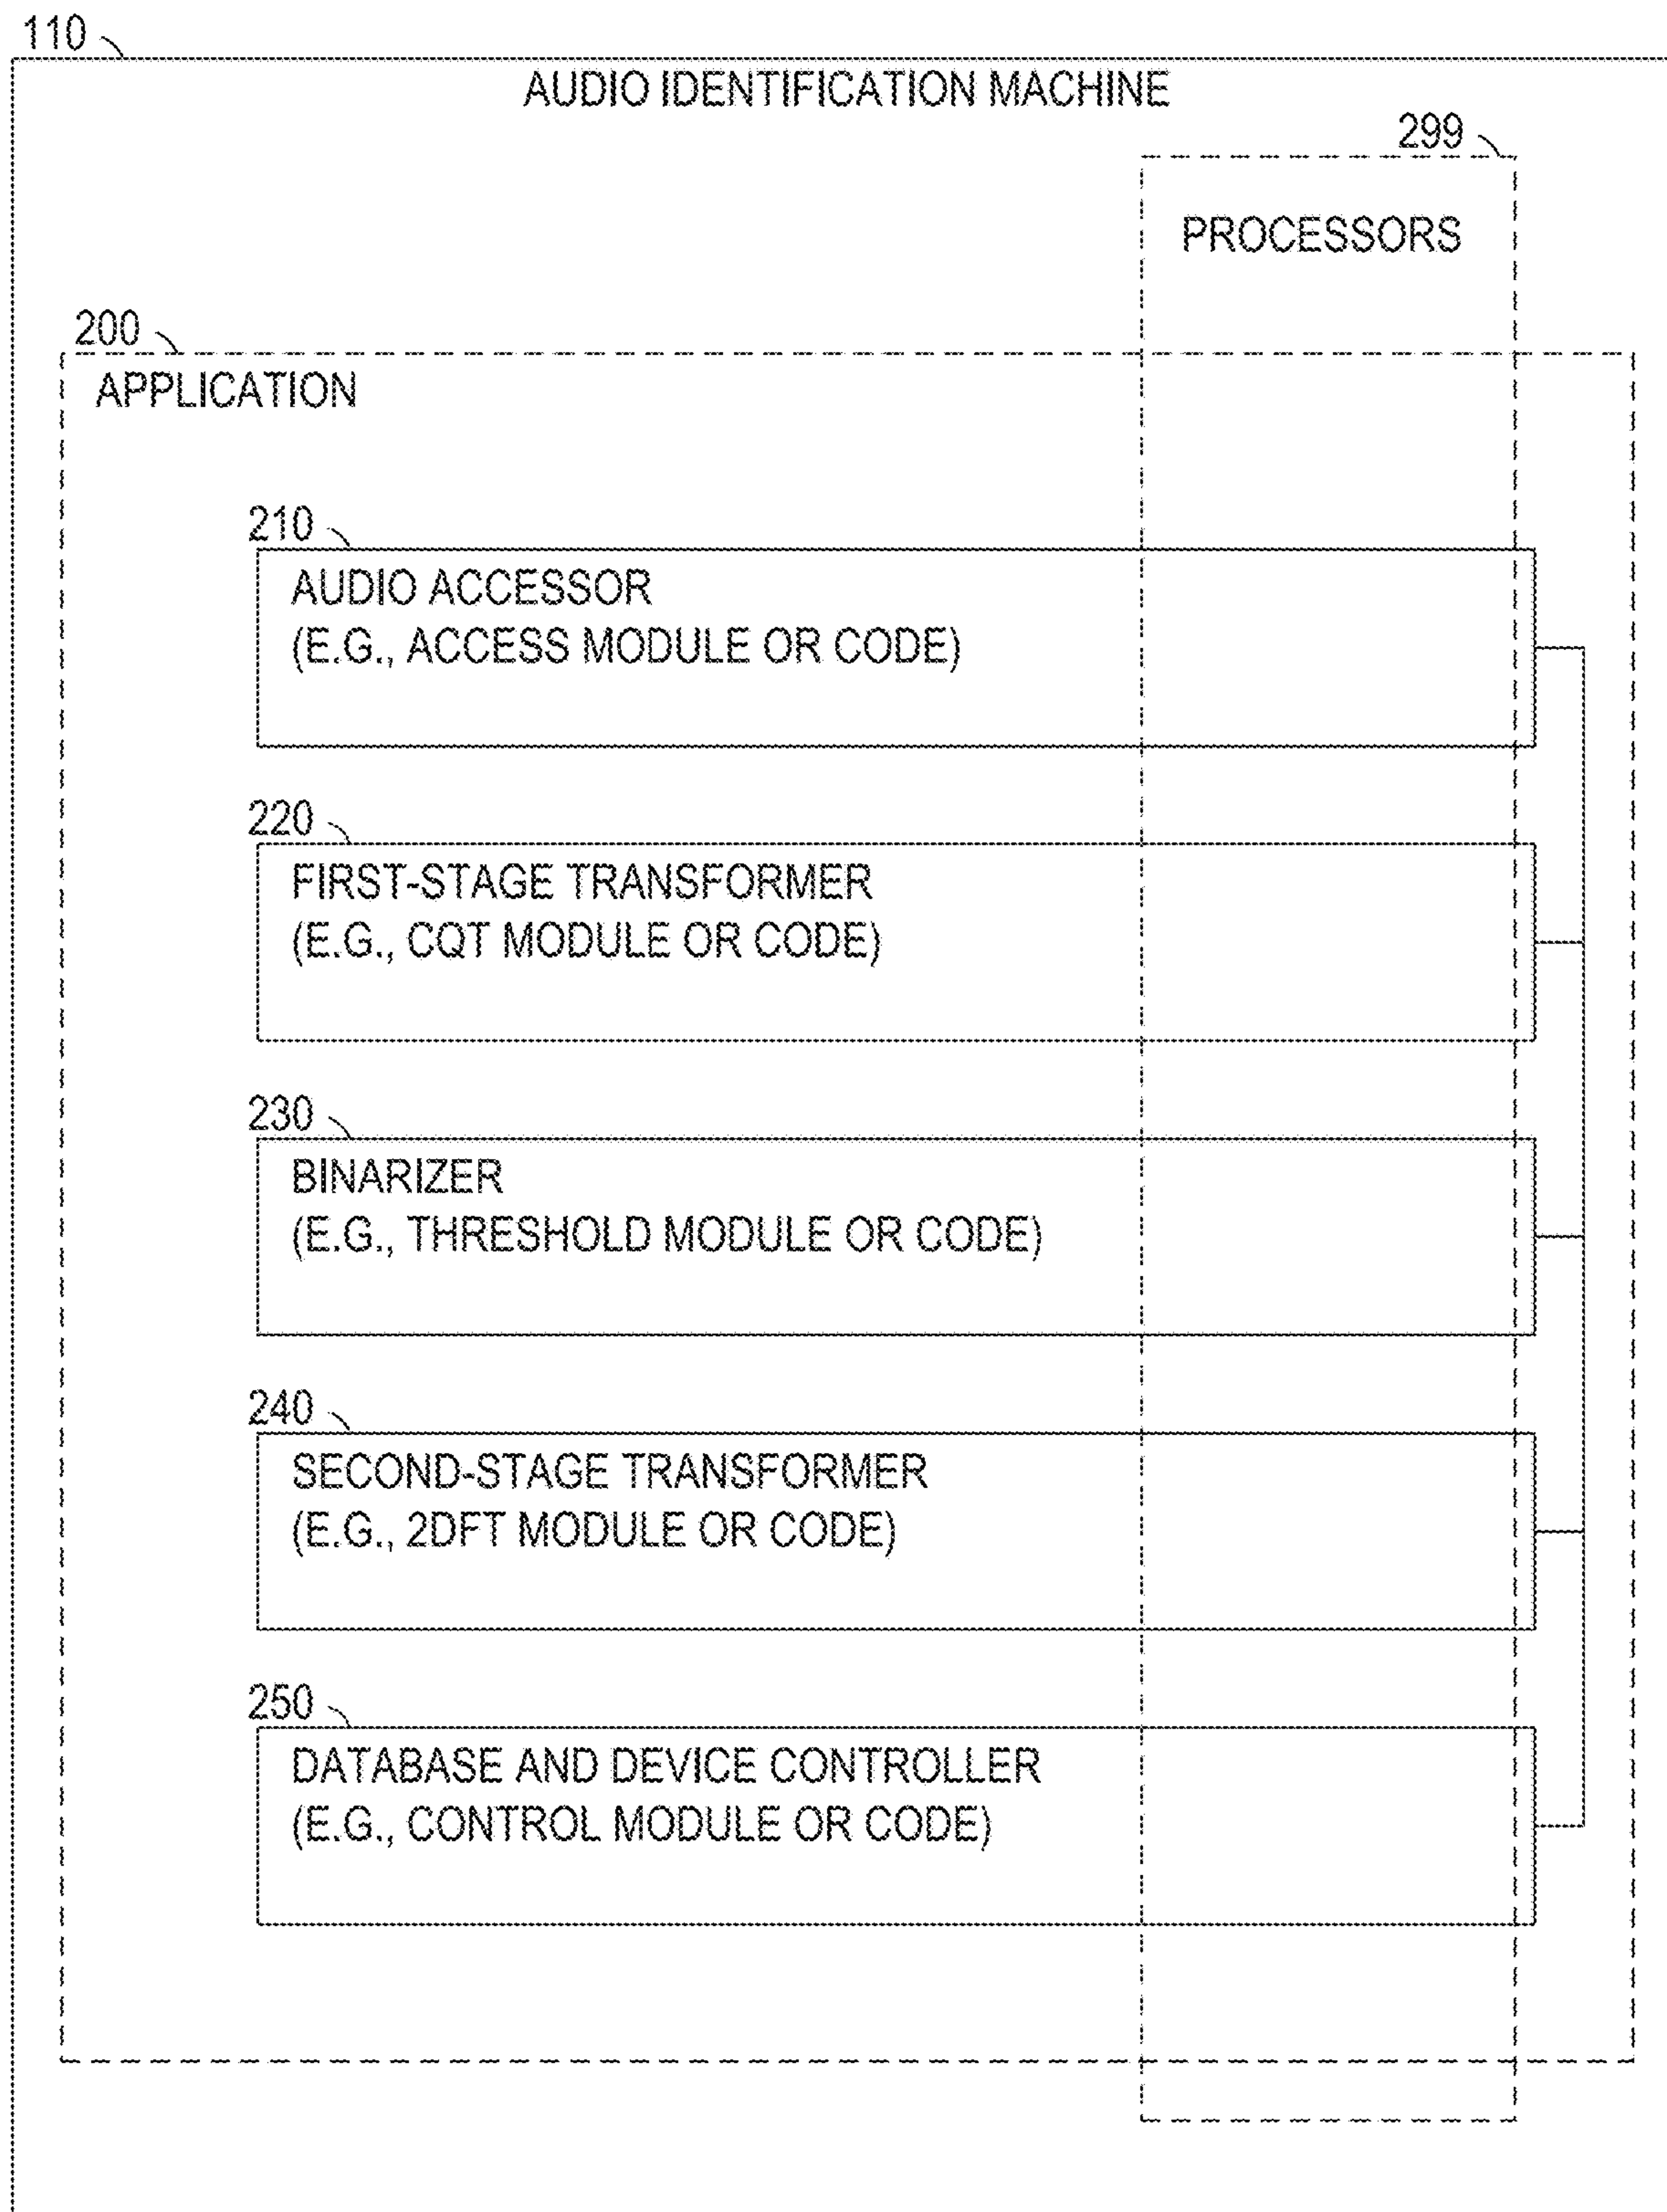 110
AUDIO IDENTIFICATION MACHINE
299
PROCESSORS
200
APPLICATION
210
AUDIO ACCESSOR
(E.G., ACCESS MODULE OR CODE)
220
FIRST-STAGE TRANSFORMER
(E.G., CQT MODULE OR CODE)
230
BINARIZER
(E.G., THRESHOLD MODULE OR CODE)
240
SECOND-STAGE TRANSFORMER
(E.G., 2DFT MODULE OR CODE)
250
DATABASE AND DEVICE CONTROLLER
(E.G., CONTROL MODULE OR CODE)